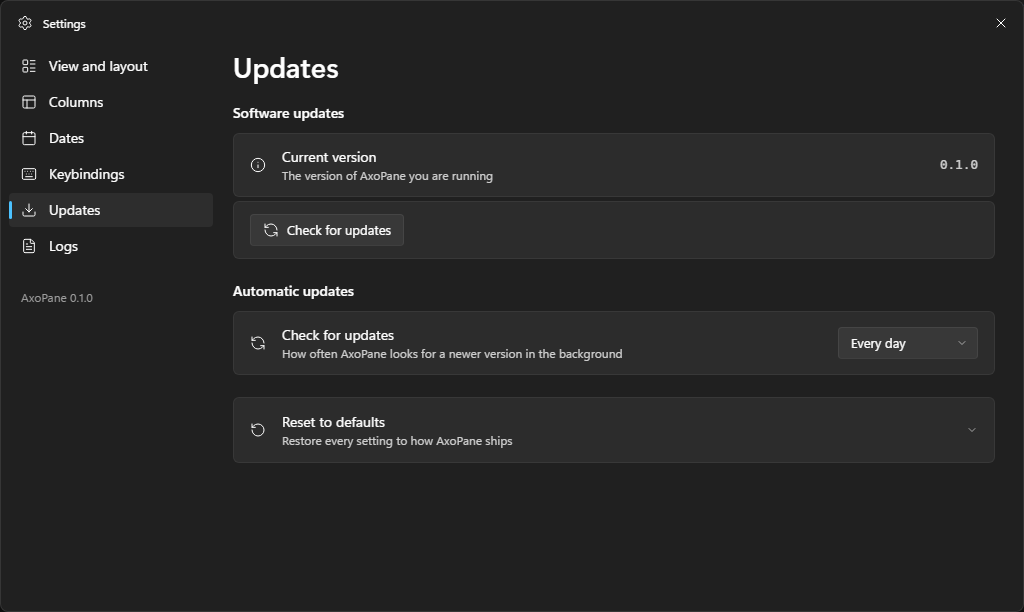 Settings
View and layout
Columns
Dates
Keybindings
Updates
Logs
AxoPane 0.1.0
Updates
Software updates
Current version
The version of AxoPane you are running
0.1.0
Check for updates
Automatic updates
Check for updates
How often AxoPane looks for a newer version in the background
Every day
Reset to defaults
Restore every setting to how AxoPane ships